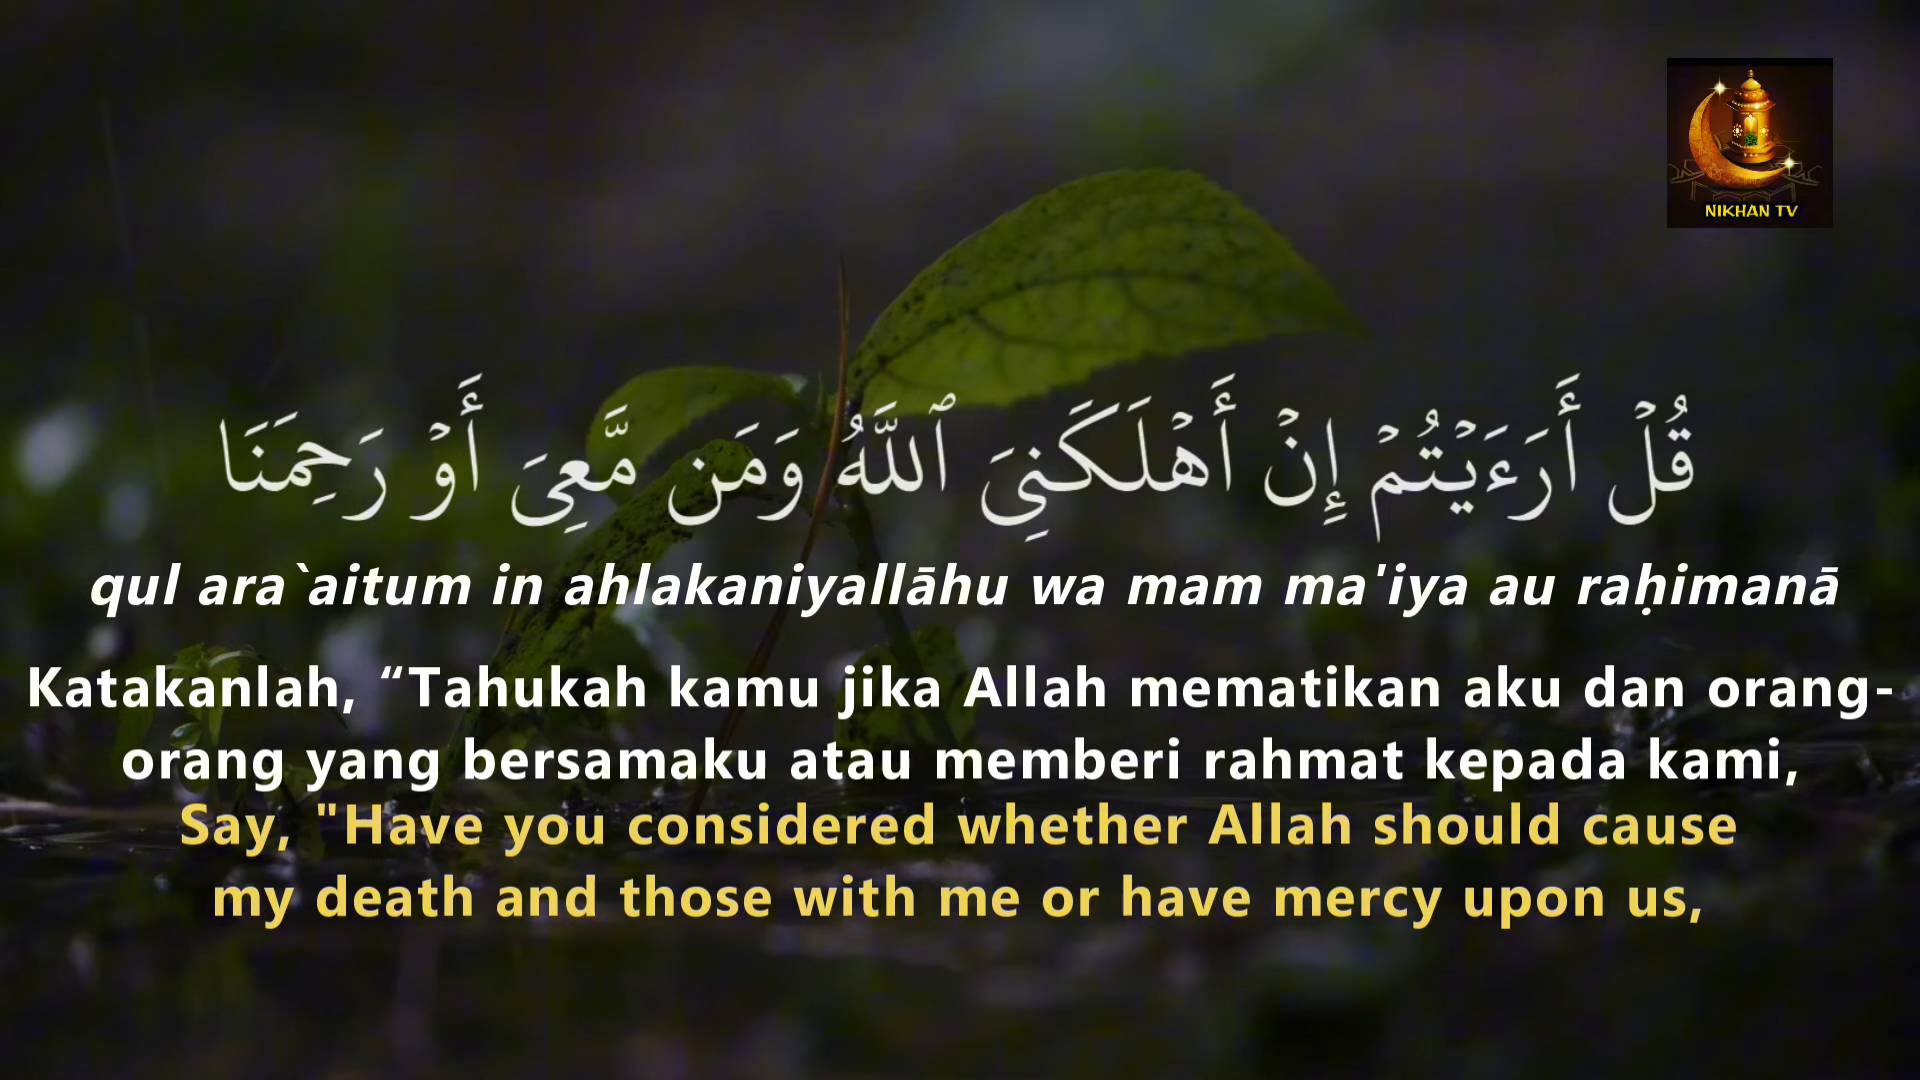 NIKHAN TV
قُلْ أَرَءَيْتُمْ إِنْ أَهْلَكَنِىَ ٱللَّهُ وَمَن مَّعِىَ أَوْ رَحِمَنَا
qul ara`aitum in ahlakaniyallāhu wa mam ma'iya au raḥimanā
Katakanlah, “Tahukah kamu jika Allah mematikan aku dan orang-
orang yang bersamaku atau memberi rahmat kepada kami,
Say, "Have you considered whether Allah should cause
my death and those with me or have mercy upon us,